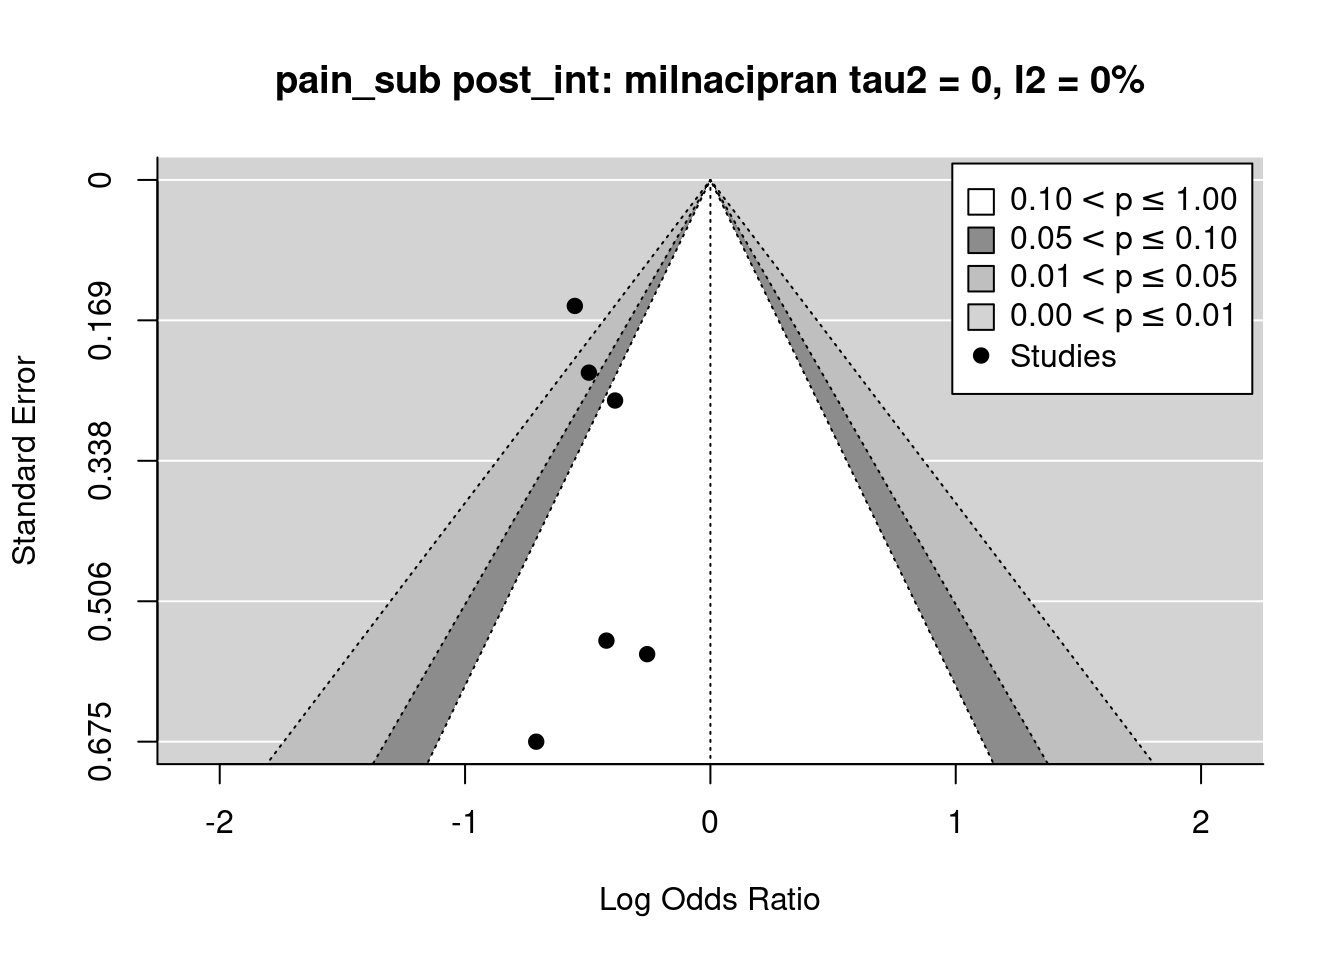 pain_sub post_int: milnacipran tau2 = 0, I2 = 0%
0.10 < p ≤ 1.00
0.05 < p ≤ 0.10
0.01 < p ≤ 0.05
0.00 < p ≤ 0.01
Studies
Standard Error
0
0.169
0.338
0.506
0.675
-2
-1
0
1
2
Log Odds Ratio